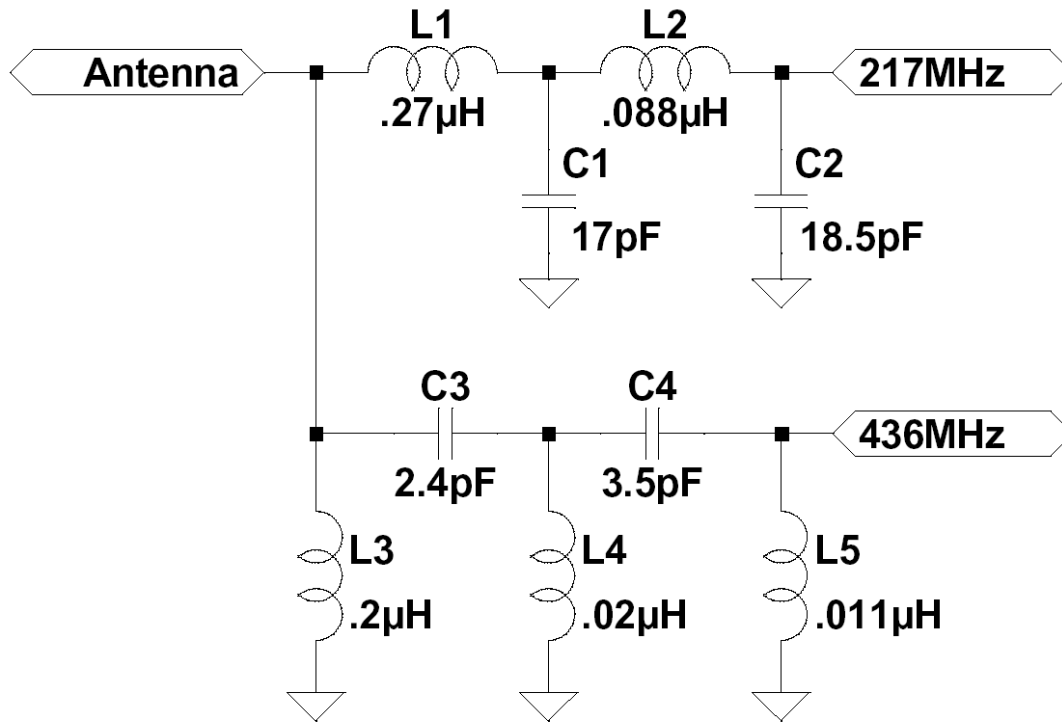 L1
L2
Antenna
217MHz
.27µH
.088µH
C1
C2
17pF
18.5pF
C3
C4
436MHz
2.4pF
3.5pF
L3
L4
L5
.2µH
.02µH
.011µH